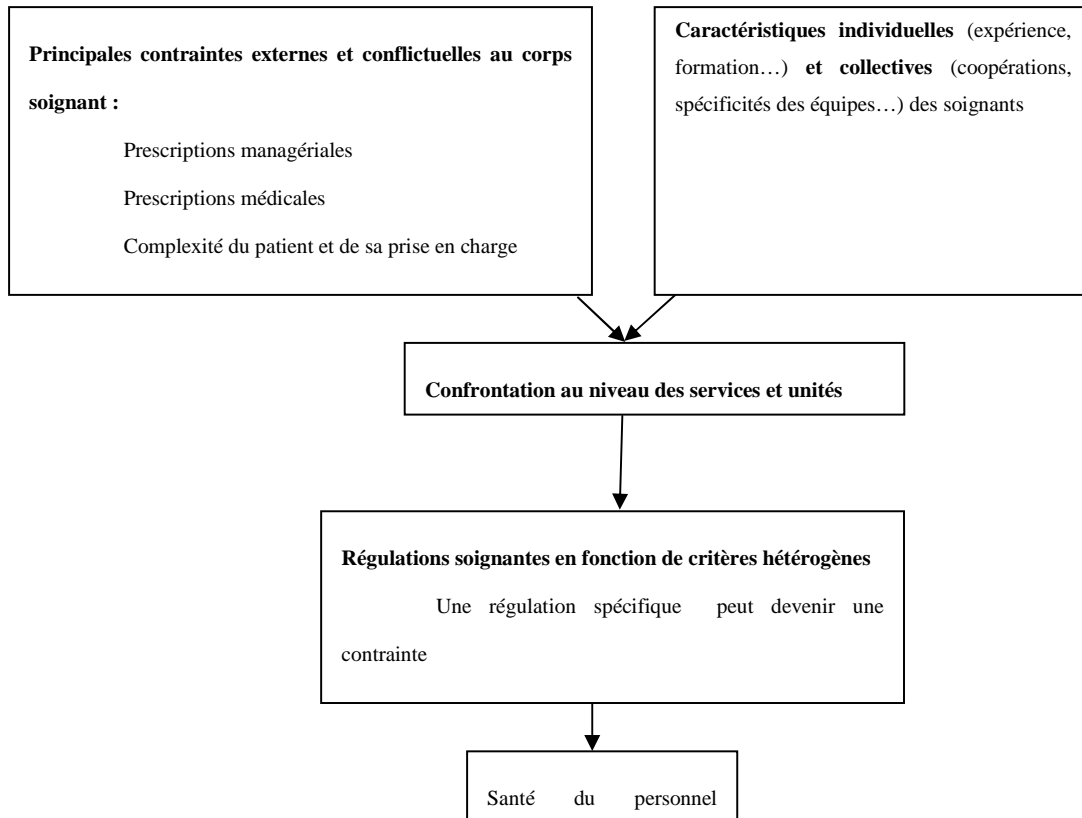 Principales contraintes externes et conflictuelles au corps
soignant :
Prescriptions managériales
Prescriptions médicales
Complexité du patient et de sa prise en charge
Caractéristiques individuelles (expérience,
formation…) et collectives (coopérations,
spécificités des équipes…) des soignants
Confrontation au niveau des services et unités
Régulations soignantes en fonction de critères hétérogènes
Une régulation spécifique peut devenir une
contrainte
Santé du personnel